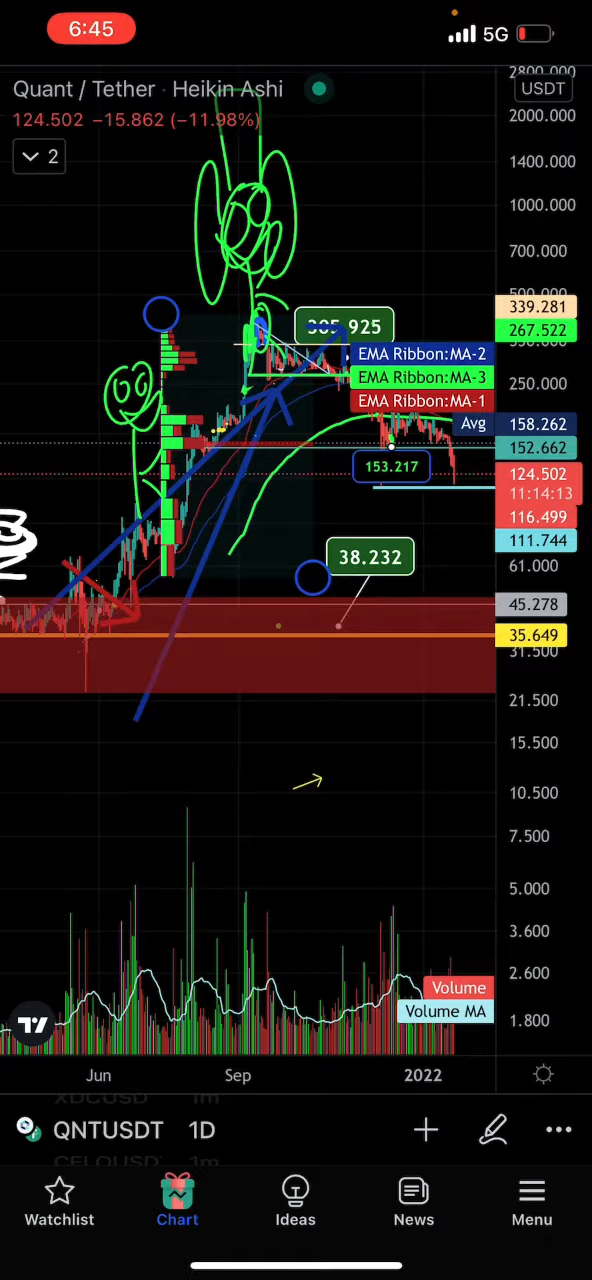 6:45
5G
Quant / Tether · Heikin Ashi
USDT
124.502 −15.862 (−11.98%)
2
2800.000
2000.000
1400.000
1000.000
700.000
500.000
339.281
305.925
267.522
EMA Ribbon:MA-2
EMA Ribbon:MA-3
250.000
EMA Ribbon:MA-1
Avg
158.262
152.662
153.217
124.502
11:14:13
116.499
111.744
38.232
61.000
45.278
35.649
31.500
21.500
15.500
10.500
7.500
5.000
3.600
2.600
Volume
Volume MA
1.800
Jun
Sep
2022
XDCUSD 1m
QNTUSDT 1D
Watchlist
Chart
Ideas
News
Menu